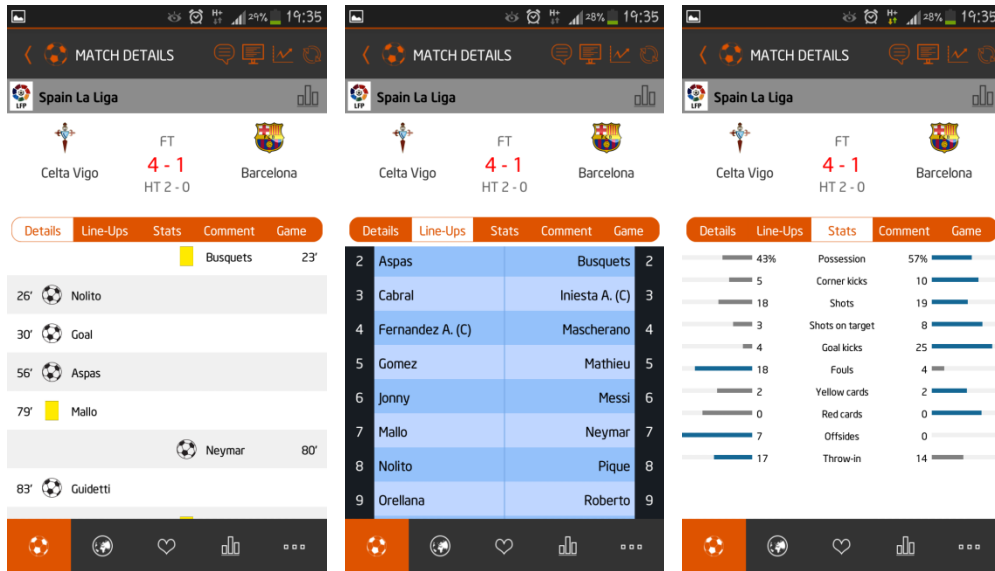 H+ 29% 19:35
MATCH DETAILS
LFP Spain La Liga
FT
4 - 1
Celta Vigo Barcelona
HT 2 - 0
Details Line-Ups Stats Comment Game
Busquets 23'
26' Nolito
30' Goal
56' Aspas
79' Mallo
Neymar 80'
83' Guidetti
H+ 28% 19:35
MATCH DETAILS
LFP Spain La Liga
FT
4 - 1
Celta Vigo Barcelona
HT 2 - 0
Details Line-Ups Stats Comment Game
2 Aspas Busquets 2
3 Cabral Iniesta A. (C) 3
4 Fernandez A. (C) Mascherano 4
5 Gomez Mathieu 5
6 Jonny Messi 6
7 Mallo Neymar 7
8 Nolito Pique 8
9 Orellana Roberto 9
H+ 28% 19:35
MATCH DETAILS
LFP Spain La Liga
FT
4 - 1
Celta Vigo Barcelona
HT 2 - 0
Details Line-Ups Stats Comment Game
43% Possession 57%
5 Corner kicks 10
18 Shots 19
3 Shots on target 8
4 Goal kicks 25
18 Fouls 4
2 Yellow cards 2
0 Red cards 0
7 Offsides 0
17 Throw-in 14